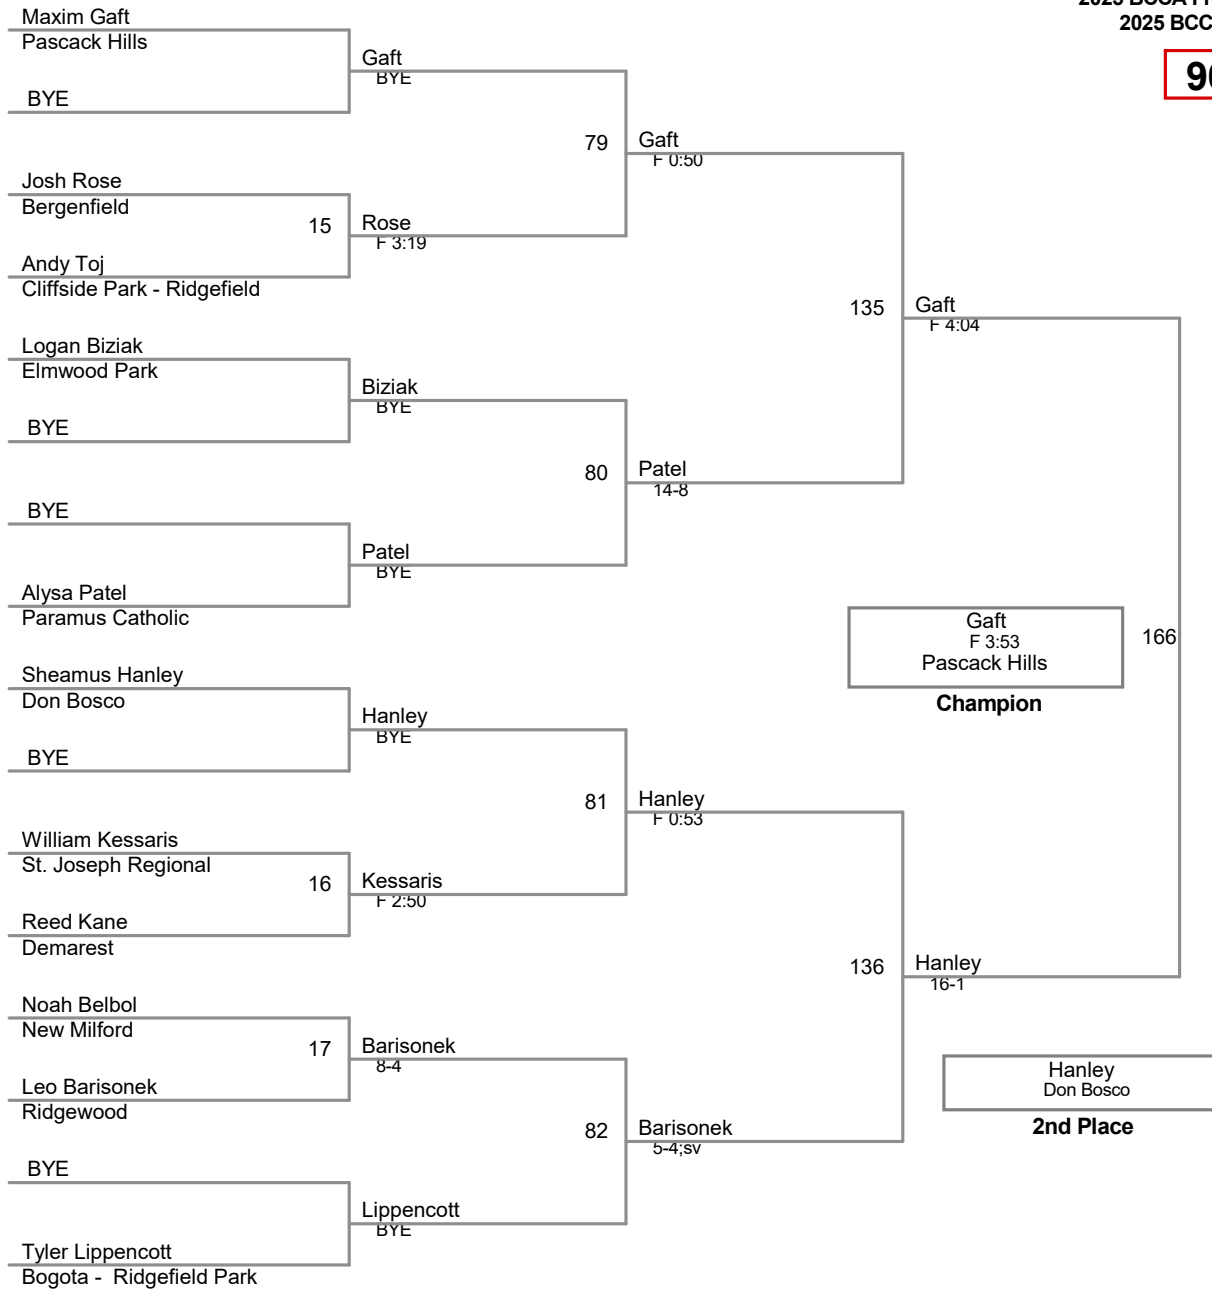 2025 BCC
Maxim Gaft
Pascack Hills
BYE
Gaft
BYE
79
Gaft
F 0:50
Josh Rose
Bergenfield
15
Rose
F 3:19
Andy Toj
Cliffside Park - Ridgefield
135
Gaft
F 4:04
Logan Biziak
Elmwood Park
Biziak
BYE
BYE
80
Patel
14-8
BYE
Patel
BYE
Alysa Patel
Paramus Catholic
Gaft
F 3:53
Pascack Hills
Champion
166
Sheamus Hanley
Don Bosco
Hanley
BYE
BYE
81
Hanley
F 0:53
William Kessaris
St. Joseph Regional
16
Kessaris
F 2:50
Reed Kane
Demarest
136
Hanley
16-1
Noah Belbol
New Milford
17
Barisonek
8-4
Leo Barisonek
Ridgewood
Hanley
Don Bosco
2nd Place
82
Barisonek
5-4;sv
BYE
Lippencott
BYE
Tyler Lippencott
Bogota -  Ridgefield Park